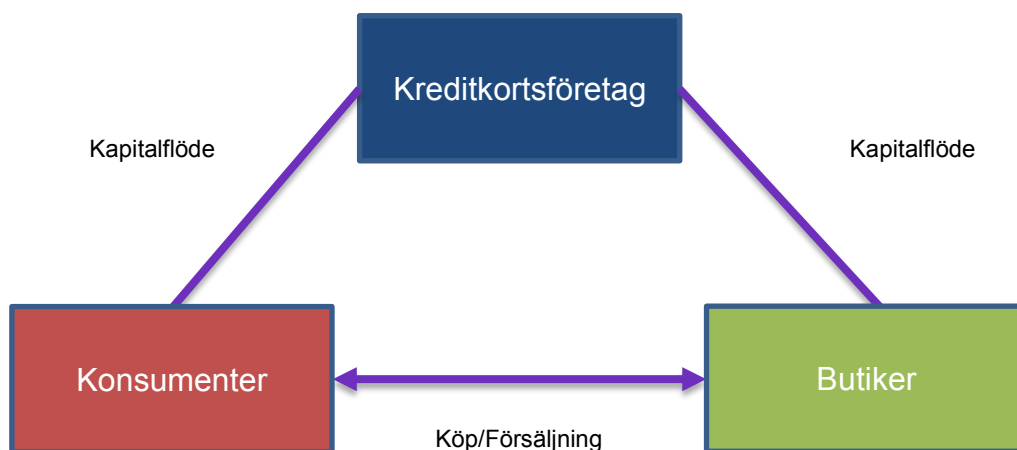 Kreditkortsföretag
Kapitalflöde
Kapitalflöde
Konsumenter
Butiker
Köp/Försäljning